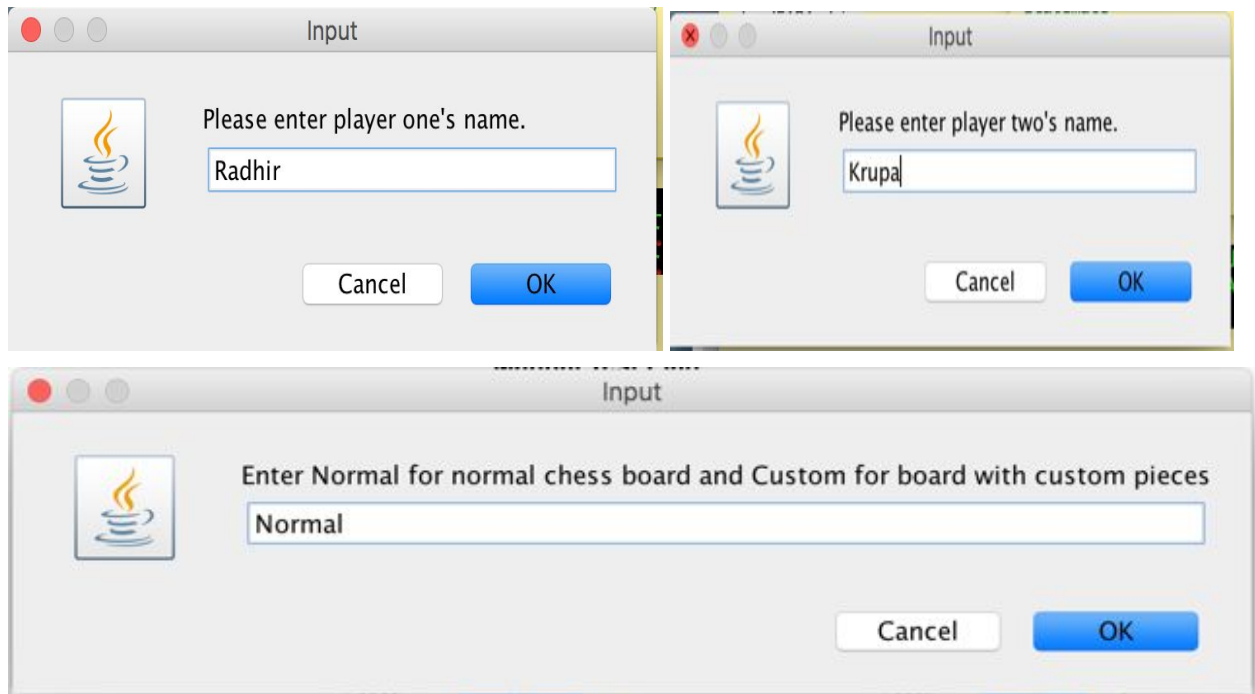 Input
Please enter player one's name.
Radhir
Cancel OK
Input
Please enter player two's name.
Krupa
Cancel OK
Input
Enter Normal for normal chess board and Custom for board with custom pieces
Normal
Cancel OK